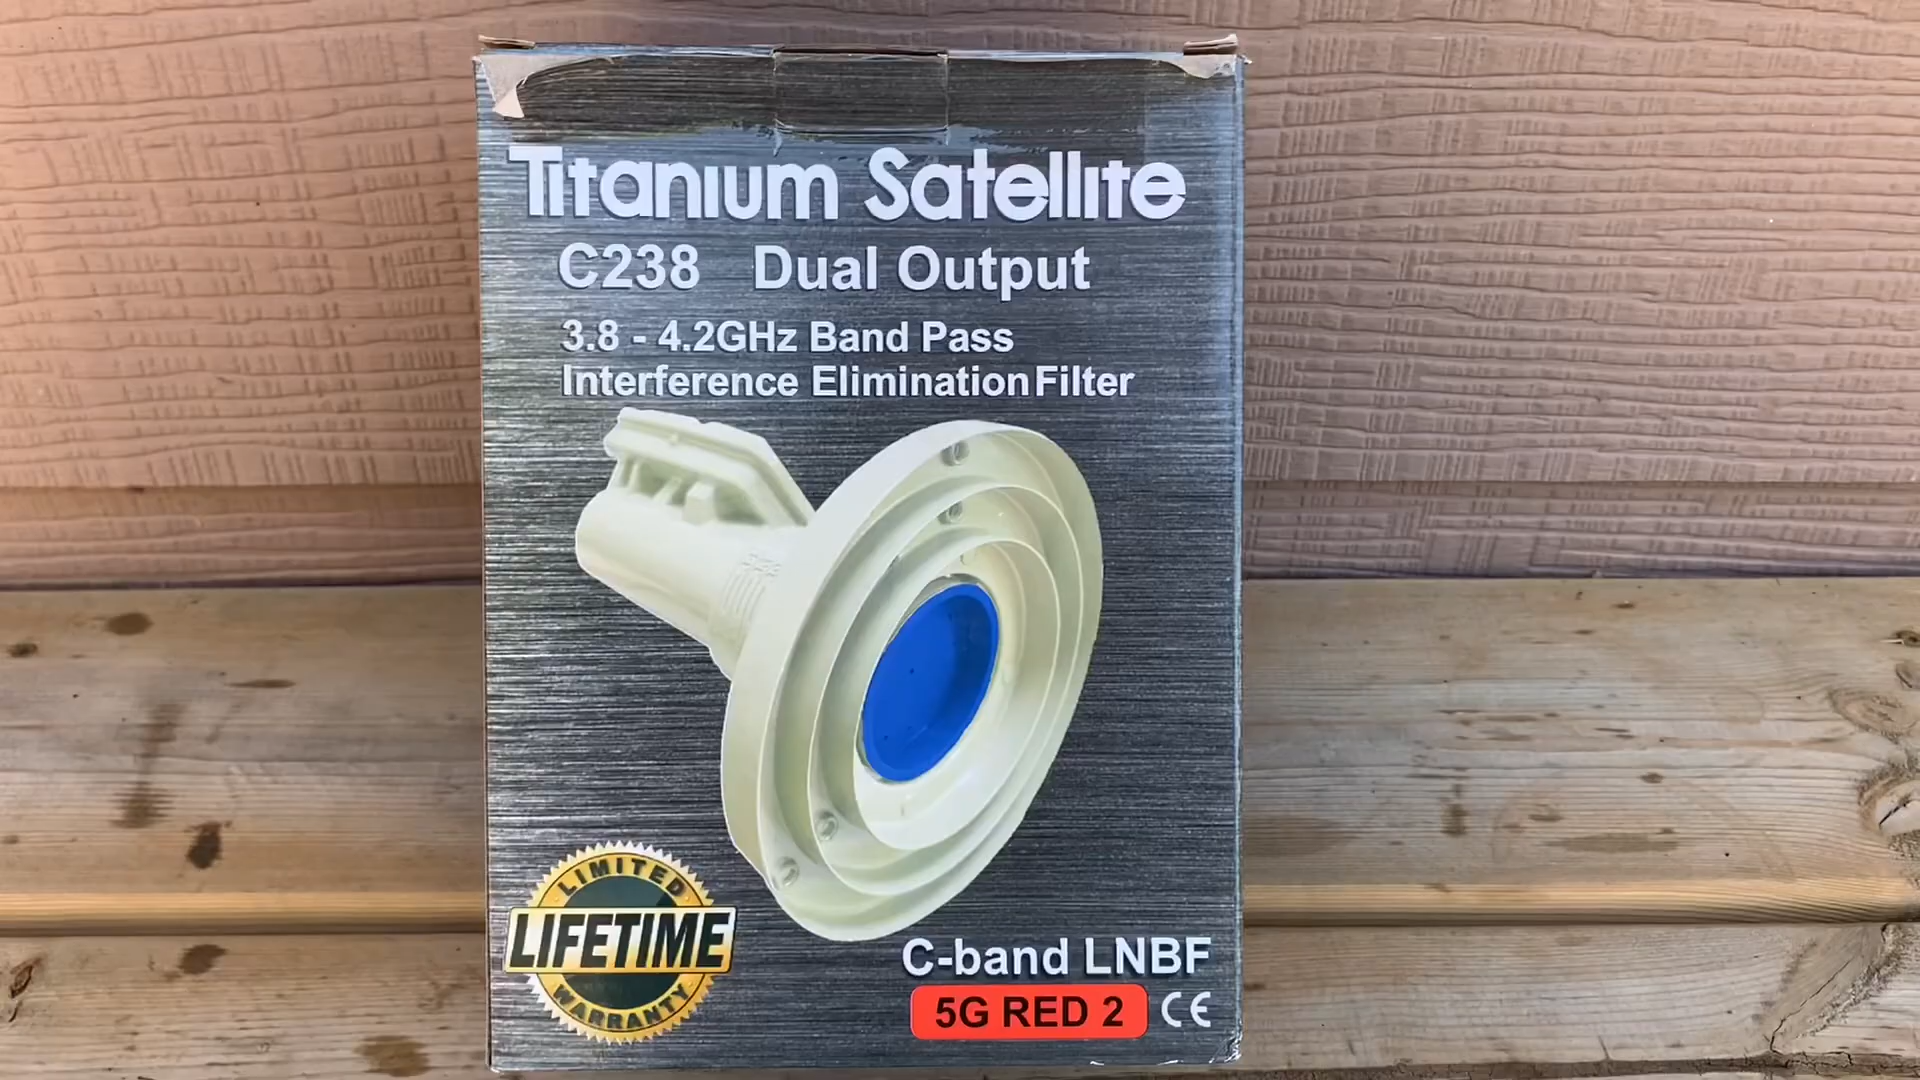 Titanium Satellite
C238 Dual Output
3.8 - 4.2GHz Band Pass
Interference Elimination Filter
LIMITED
LIFETIME
WARRANTY
C-band LNBF
5G RED 2 CE